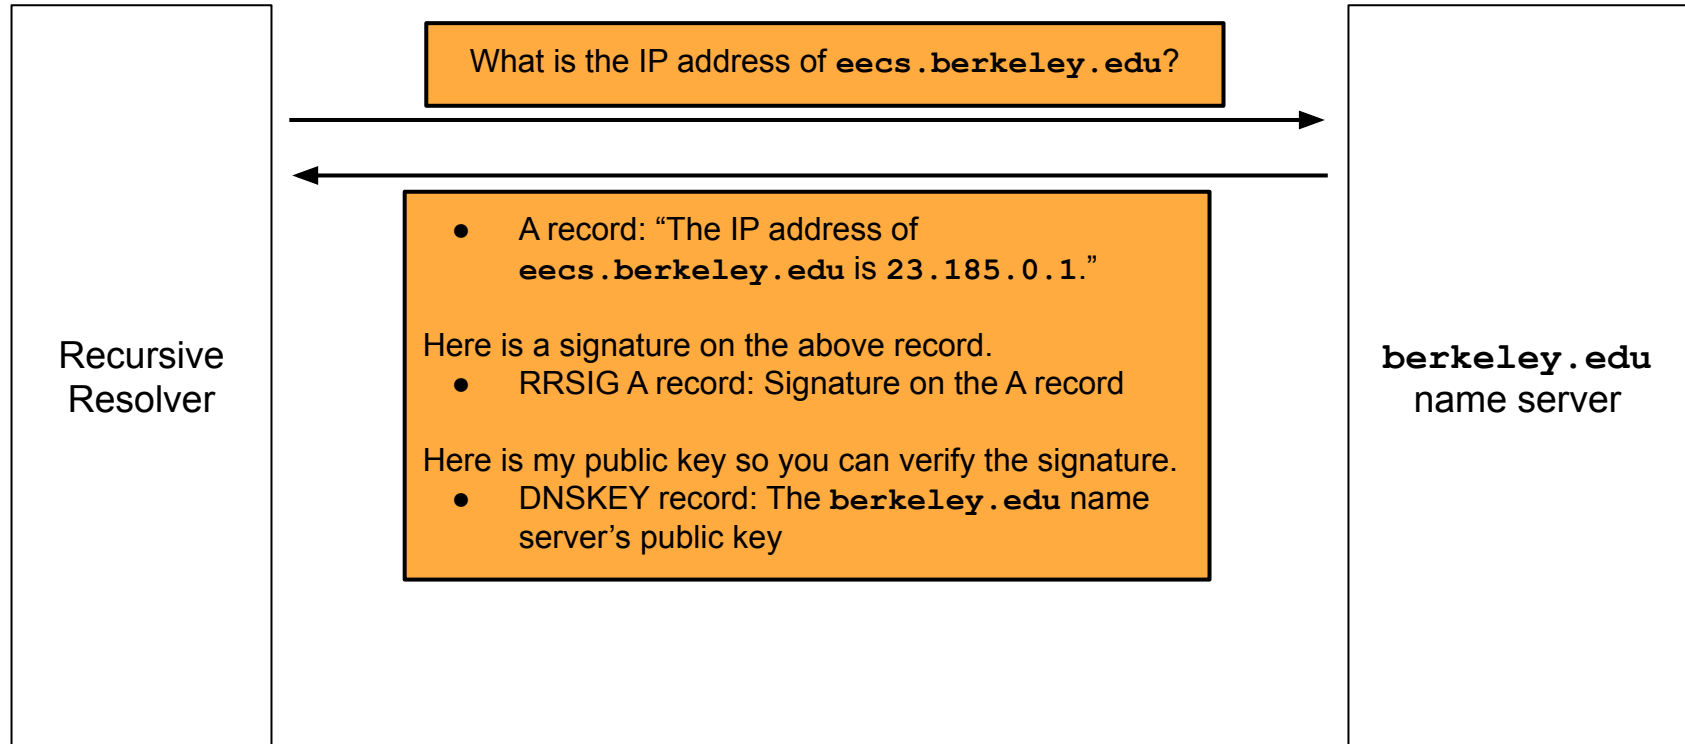 What is the IP address of eecs.berkeley.edu?
● A record: “The IP address of
eecs.berkeley.edu is 23.185.0.1.”
Here is a signature on the above record.
● RRSIG A record: Signature on the A record
Here is my public key so you can verify the signature.
● DNSKEY record: The berkeley.edu name
server’s public key
Recursive
Resolver
berkeley.edu
name server